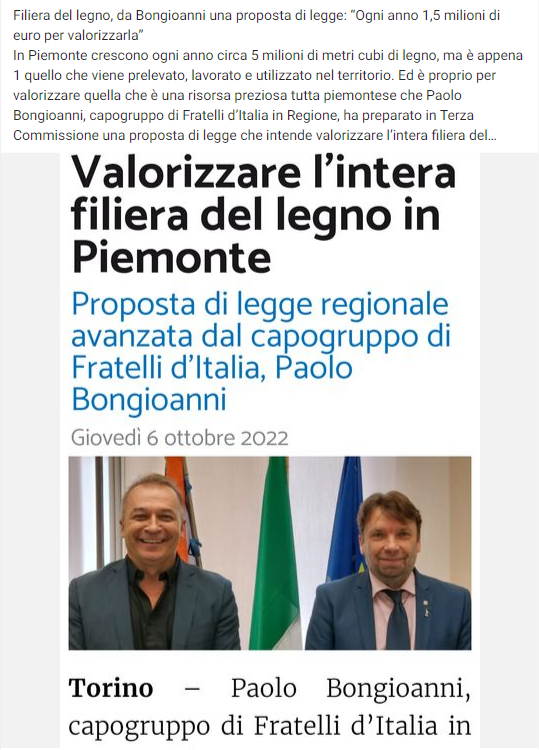 Filiera del legno, da Bongioanni una proposta di legge: “Ogni anno 1,5 milioni di
euro per valorizzarla”
In Piemonte crescono ogni anno circa 5 milioni di metri cubi di legno, ma è appena
1 quello che viene prelevato, lavorato e utilizzato nel territorio. Ed è proprio per
valorizzare quella che è una risorsa preziosa tutta piemontese che Paolo
Bongioanni, capogruppo di Fratelli d’Italia in Regione, ha preparato in Terza
Commissione una proposta di legge che intende valorizzare l’intera filiera del…
Valorizzare l’intera
filiera del legno in
Piemonte
Proposta di legge regionale
avanzata dal capogruppo di
Fratelli d’Italia, Paolo
Bongioanni
Giovedì 6 ottobre 2022
Torino – Paolo Bongioanni,
capogruppo di Fratelli d’Italia in